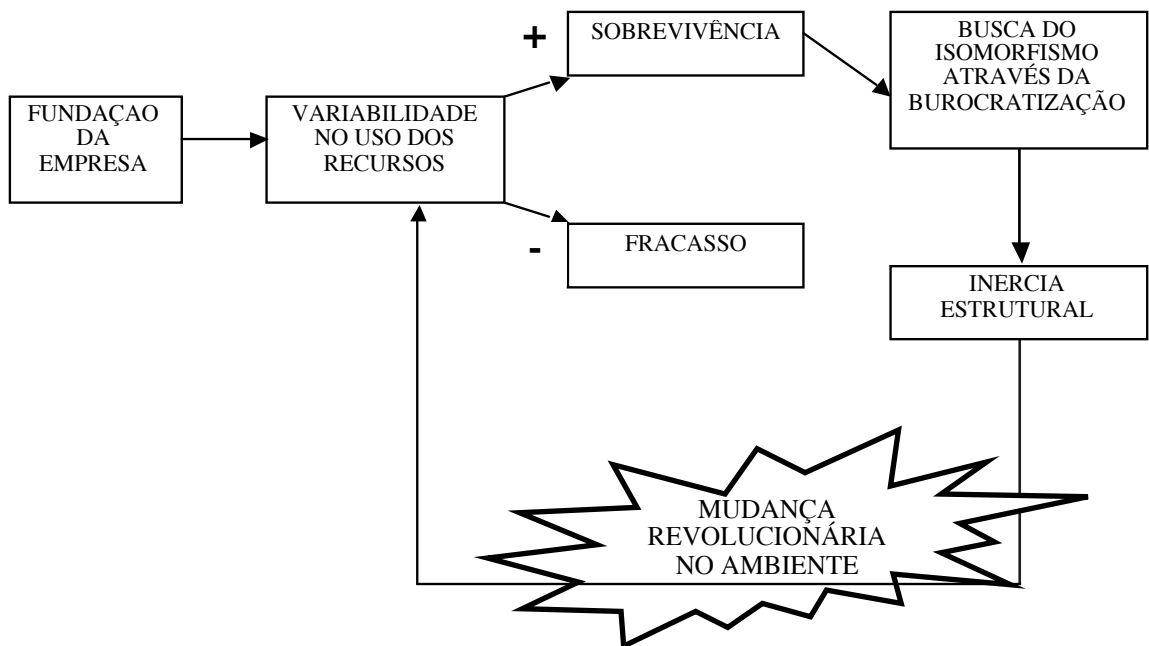 FUNDAÇAO
DA
EMPRESA
VARIABILIDADE
NO USO DOS
RECURSOS
+
SOBREVIVÊNCIA
-
FRACASSO
BUSCA DO
ISOMORFISMO
ATRAVÉS DA
BUROCRATIZAÇÃO
INERCIA
ESTRUTURAL
MUDANÇA
REVOLUCIONÁRIA
NO AMBIENTE